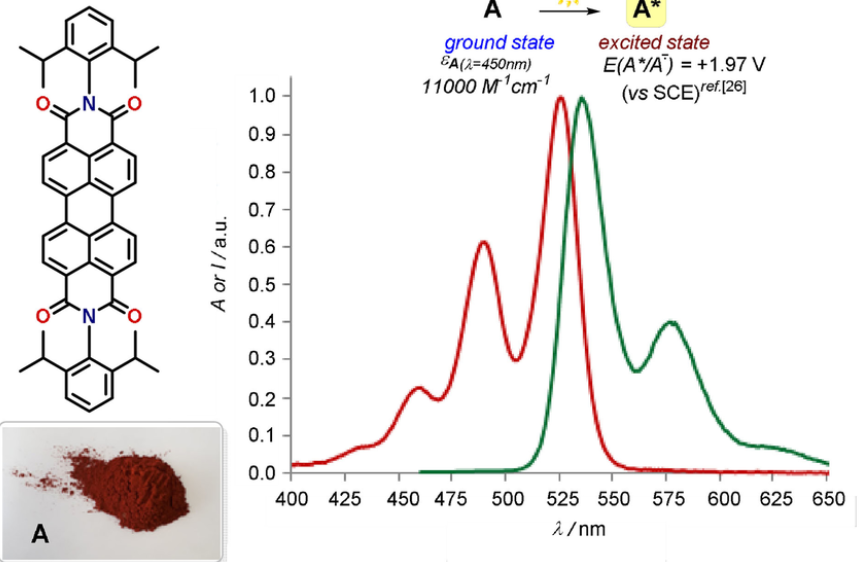 A A*
ground state excited state
εA(λ=450nm) E(A*/A⁻) = +1.97 V
11000 M⁻¹cm⁻¹ (vs SCE)ref.[26]
O N O
O N O
A
1.0
0.9
0.8
0.7
0.6
0.5
0.4
0.3
0.2
0.1
0.0
A or I / a.u.
400 425 450 475 500 525 550 575 600 625 650
λ / nm